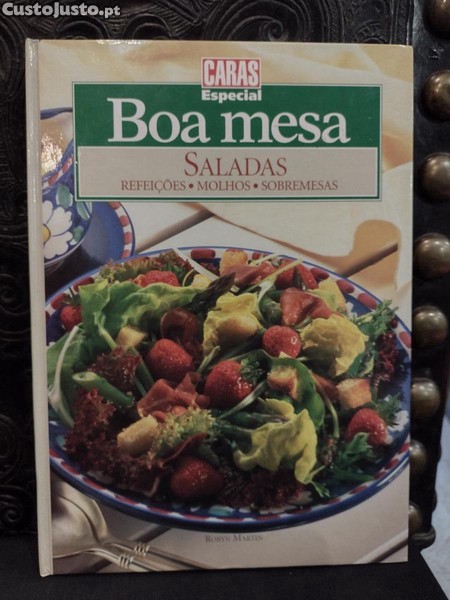 CustoJusto.pt
CARAS
Especial
Boa mesa
SALADAS
REFEIÇÕES • MOLHOS • SOBREMESAS
ROBYN MARTIN